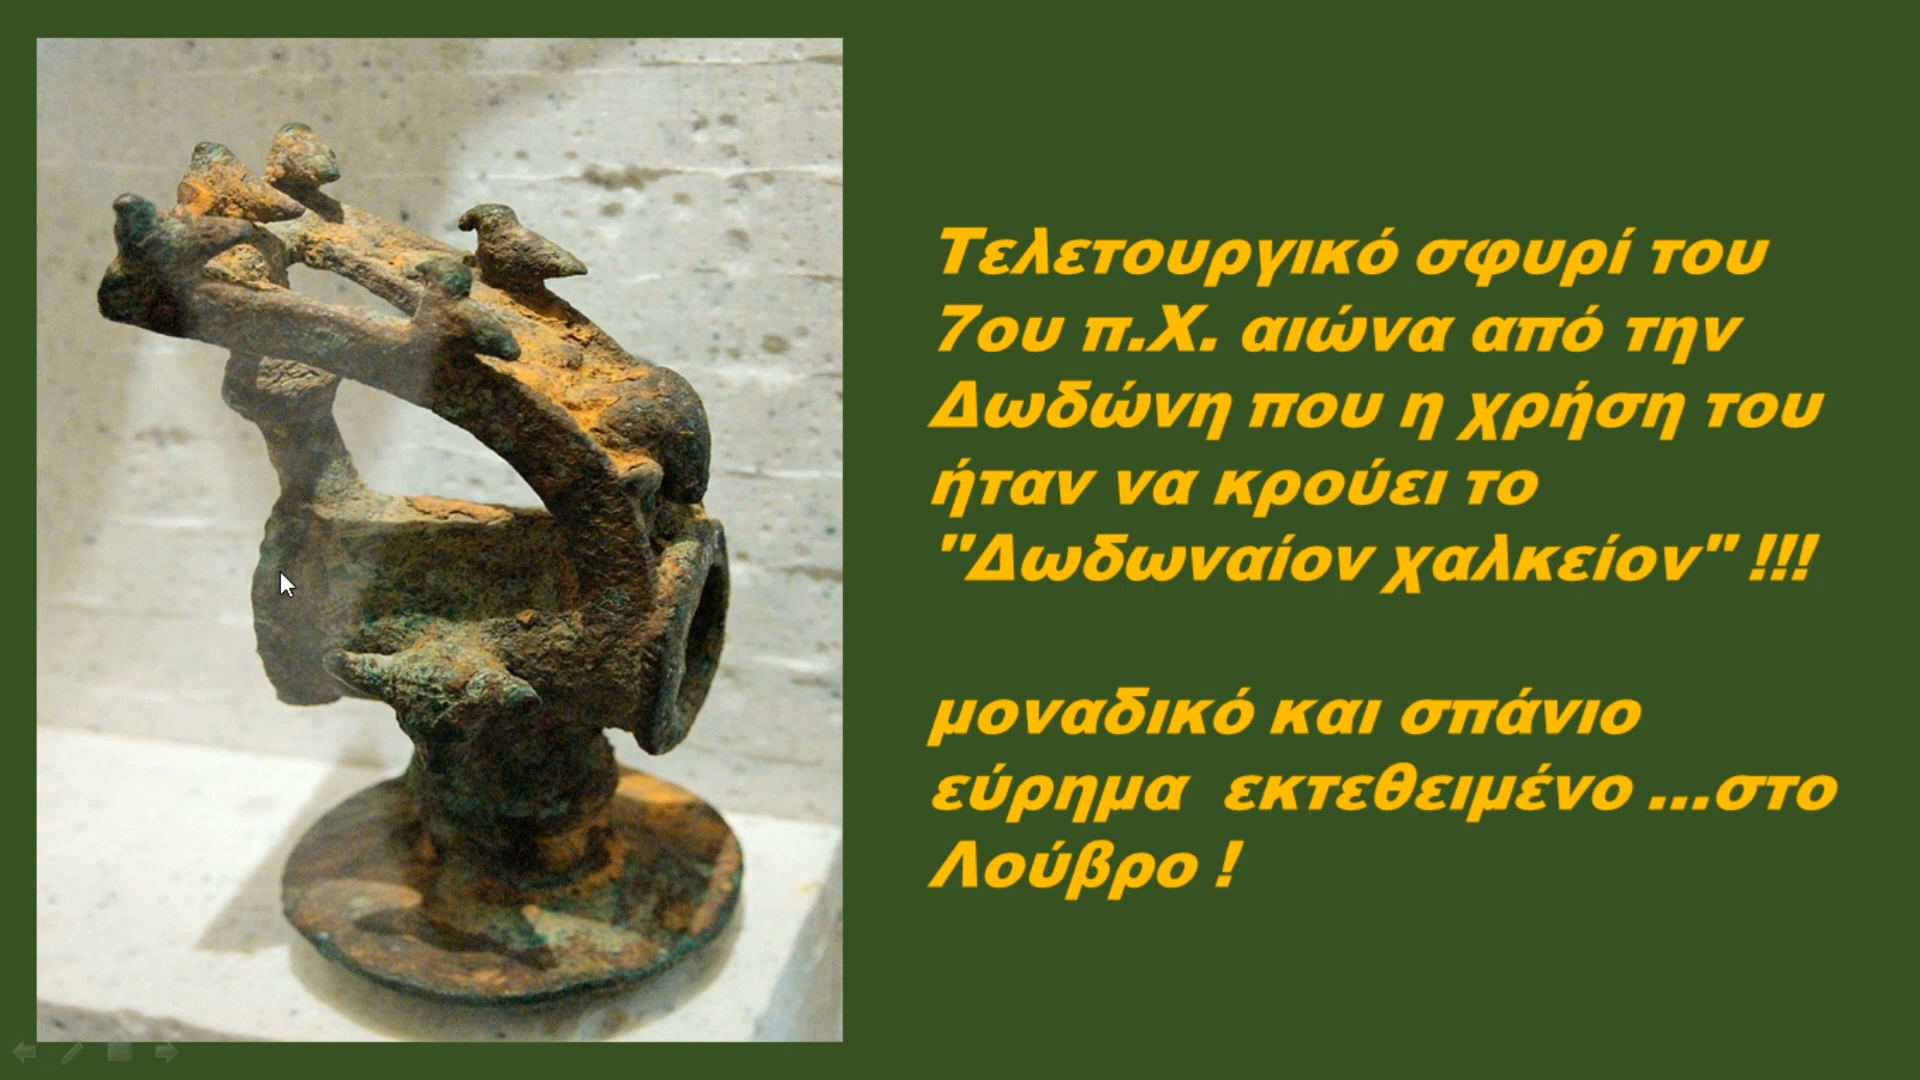 Τελετουργικό σφυρί του
7ου π.Χ. αιώνα από την
Δωδώνη που η χρήση του
ήταν να κρούει το
"Δωδωναίον χαλκείον" !!!
μοναδικό και σπάνιο
εύρημα  εκτεθειμένο ...στο
Λούβρο !